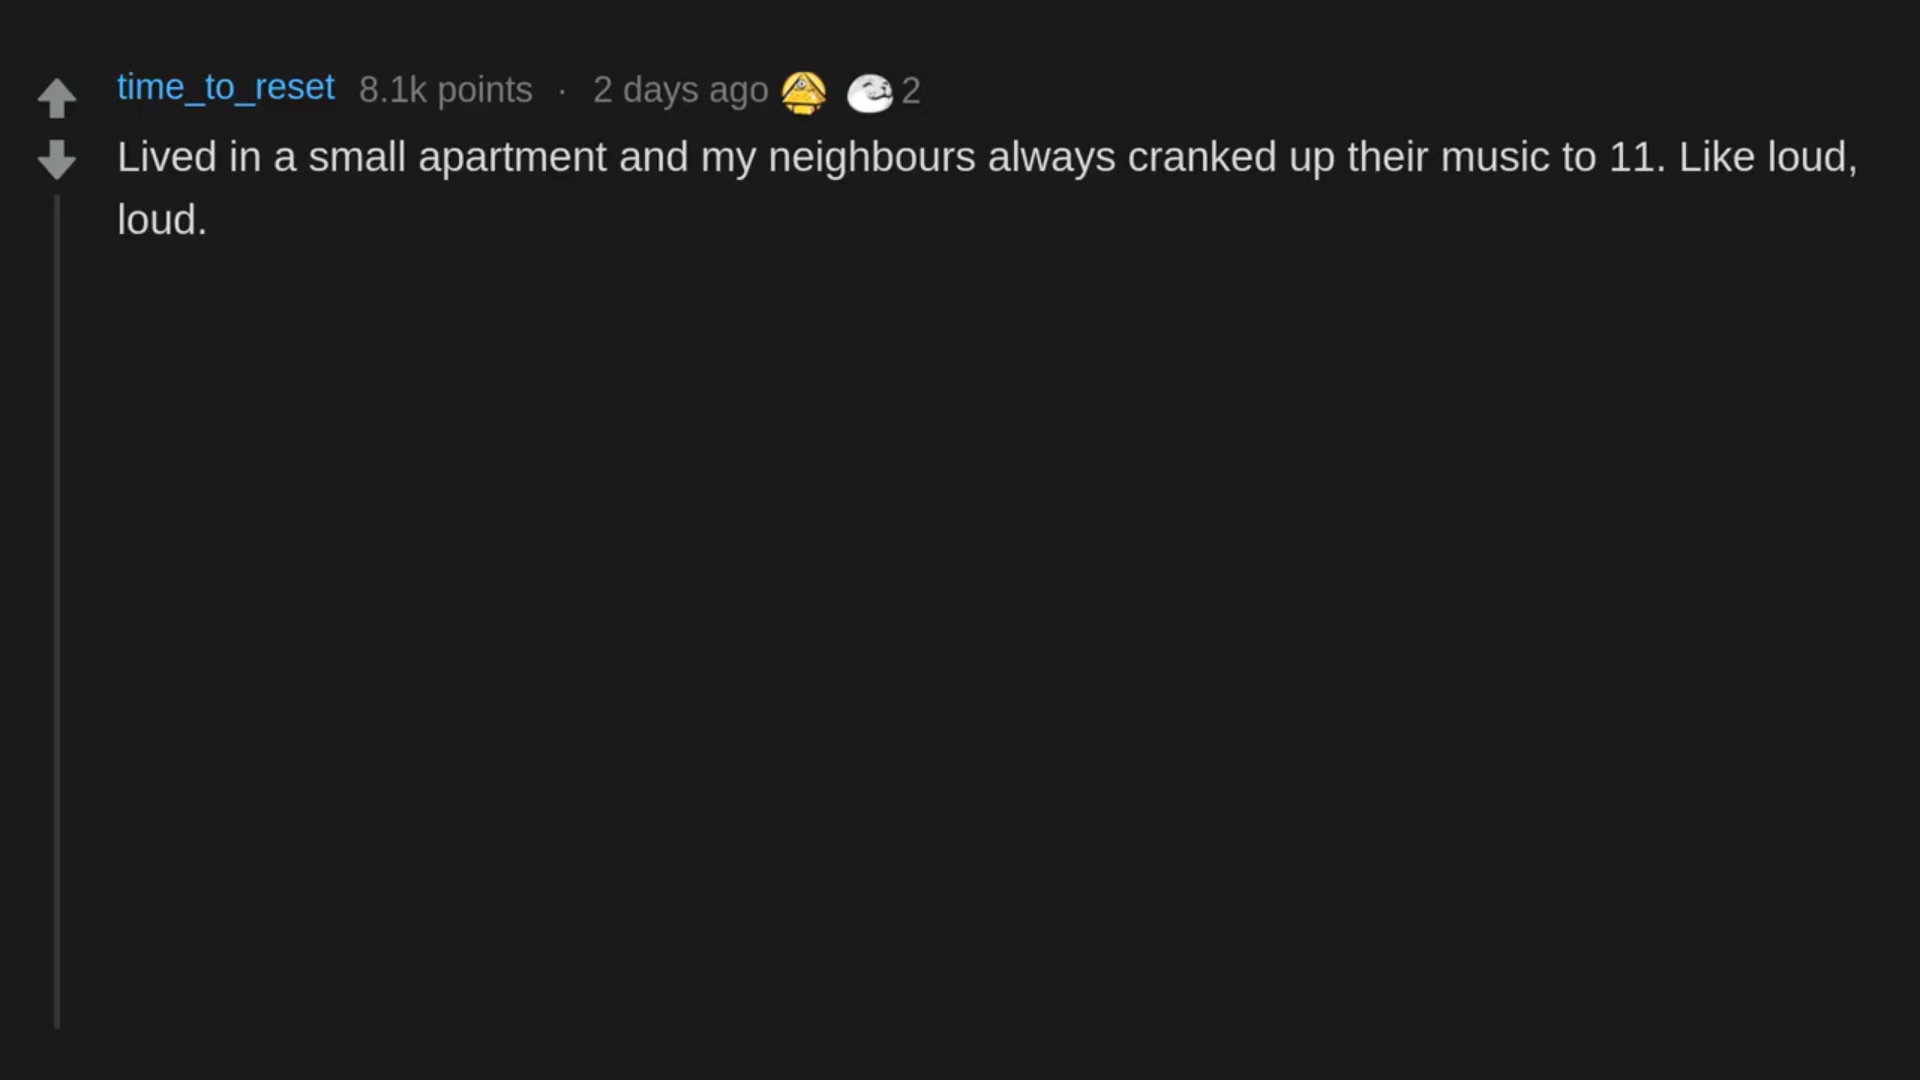 time_to_reset 8.1k points · 2 days ago 2
Lived in a small apartment and my neighbours always cranked up their music to 11. Like loud,
loud.